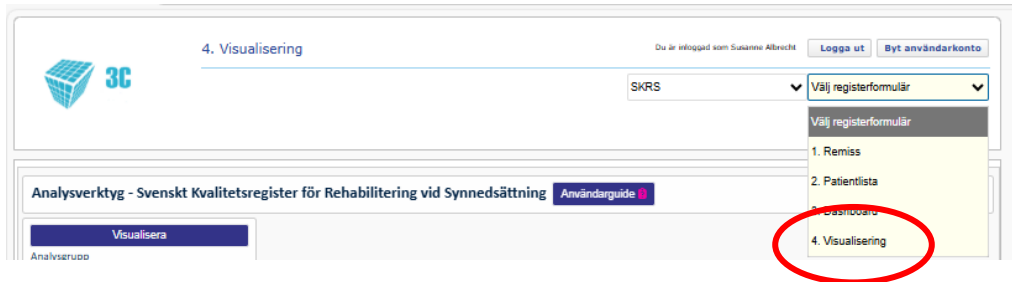 4. Visualisering
Du är inloggad som Susanne Albrecht
Logga ut
Byt användarkonto
3C
SKRS
Välj registerformulär
Välj registerformulär
1. Remiss
2. Patientlista
3. Dashboard
4. Visualisering
Analysverktyg - Svenskt Kvalitetsregister för Rehabilitering vid Synnedsättning
Användarguide
Visualisera
Analysgrupp